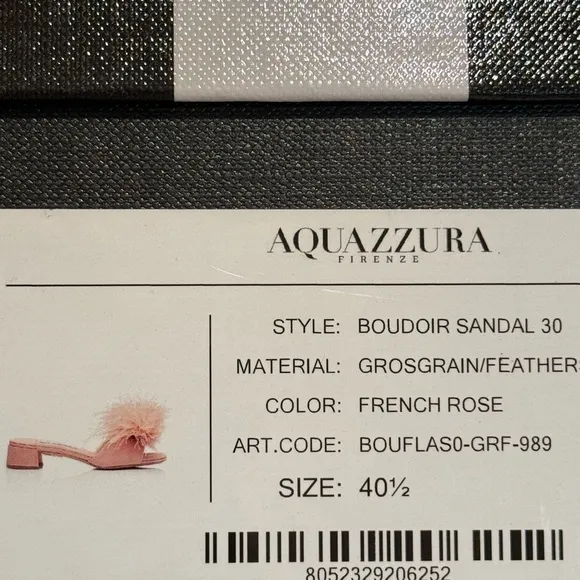 AQUAZZURA
FIRENZE
STYLE: BOUDOIR SANDAL 30
MATERIAL: GROSGRAIN/FEATHERS
COLOR: FRENCH ROSE
ART.CODE: BOUFLAS0-GRF-989
SIZE: 40½
8052329206252